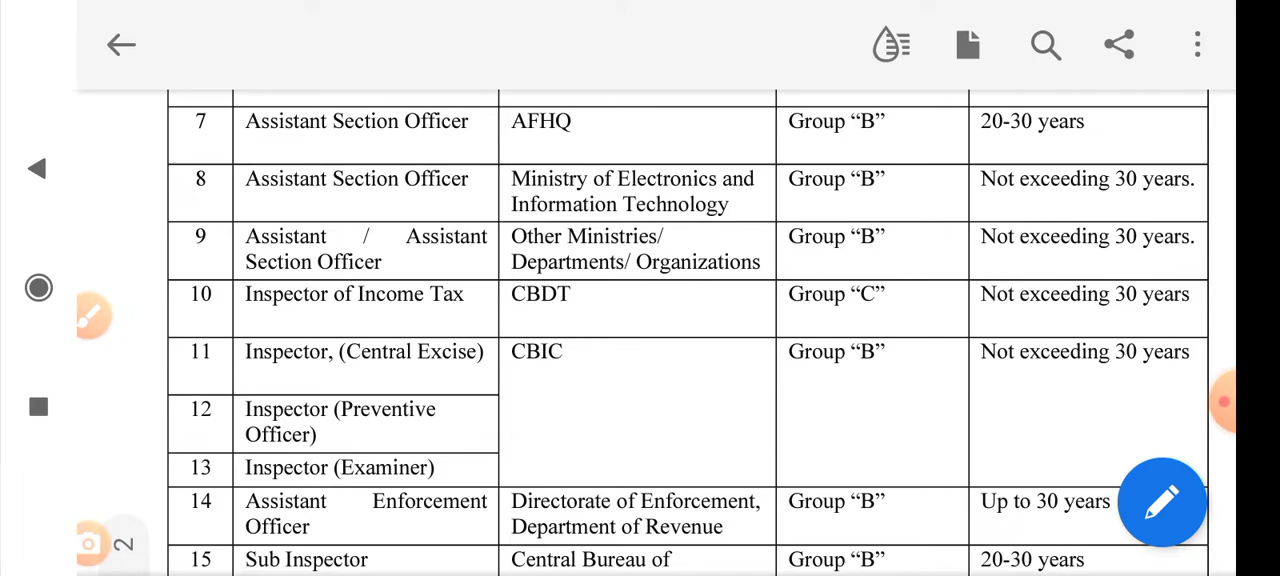 7 Assistant Section Officer AFHQ Group “B” 20-30 years
8 Assistant Section Officer Ministry of Electronics and Group “B” Not exceeding 30 years.
Information Technology
9 Assistant / Assistant Other Ministries/ Group “B” Not exceeding 30 years.
Section Officer Departments/ Organizations
10 Inspector of Income Tax CBDT Group “C” Not exceeding 30 years
11 Inspector, (Central Excise) CBIC Group “B” Not exceeding 30 years
12 Inspector (Preventive
Officer)
13 Inspector (Examiner)
14 Assistant Enforcement Directorate of Enforcement, Group “B” Up to 30 years
Officer Department of Revenue
15 Sub Inspector Central Bureau of Group “B” 20-30 years
2